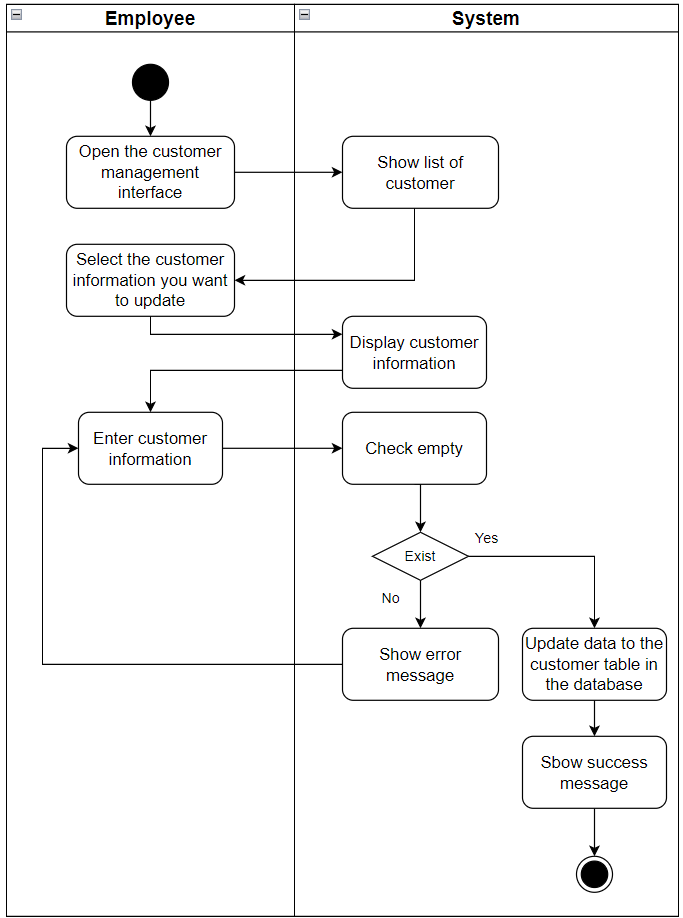 Employee
System
Open the customer
management
interface
Show list of
customer
Select the customer
information you want
to update
Display customer
information
Enter customer
information
Check empty
Exist
Yes
No
Show error
message
Update data to the
customer table in
the database
Sbow success
message